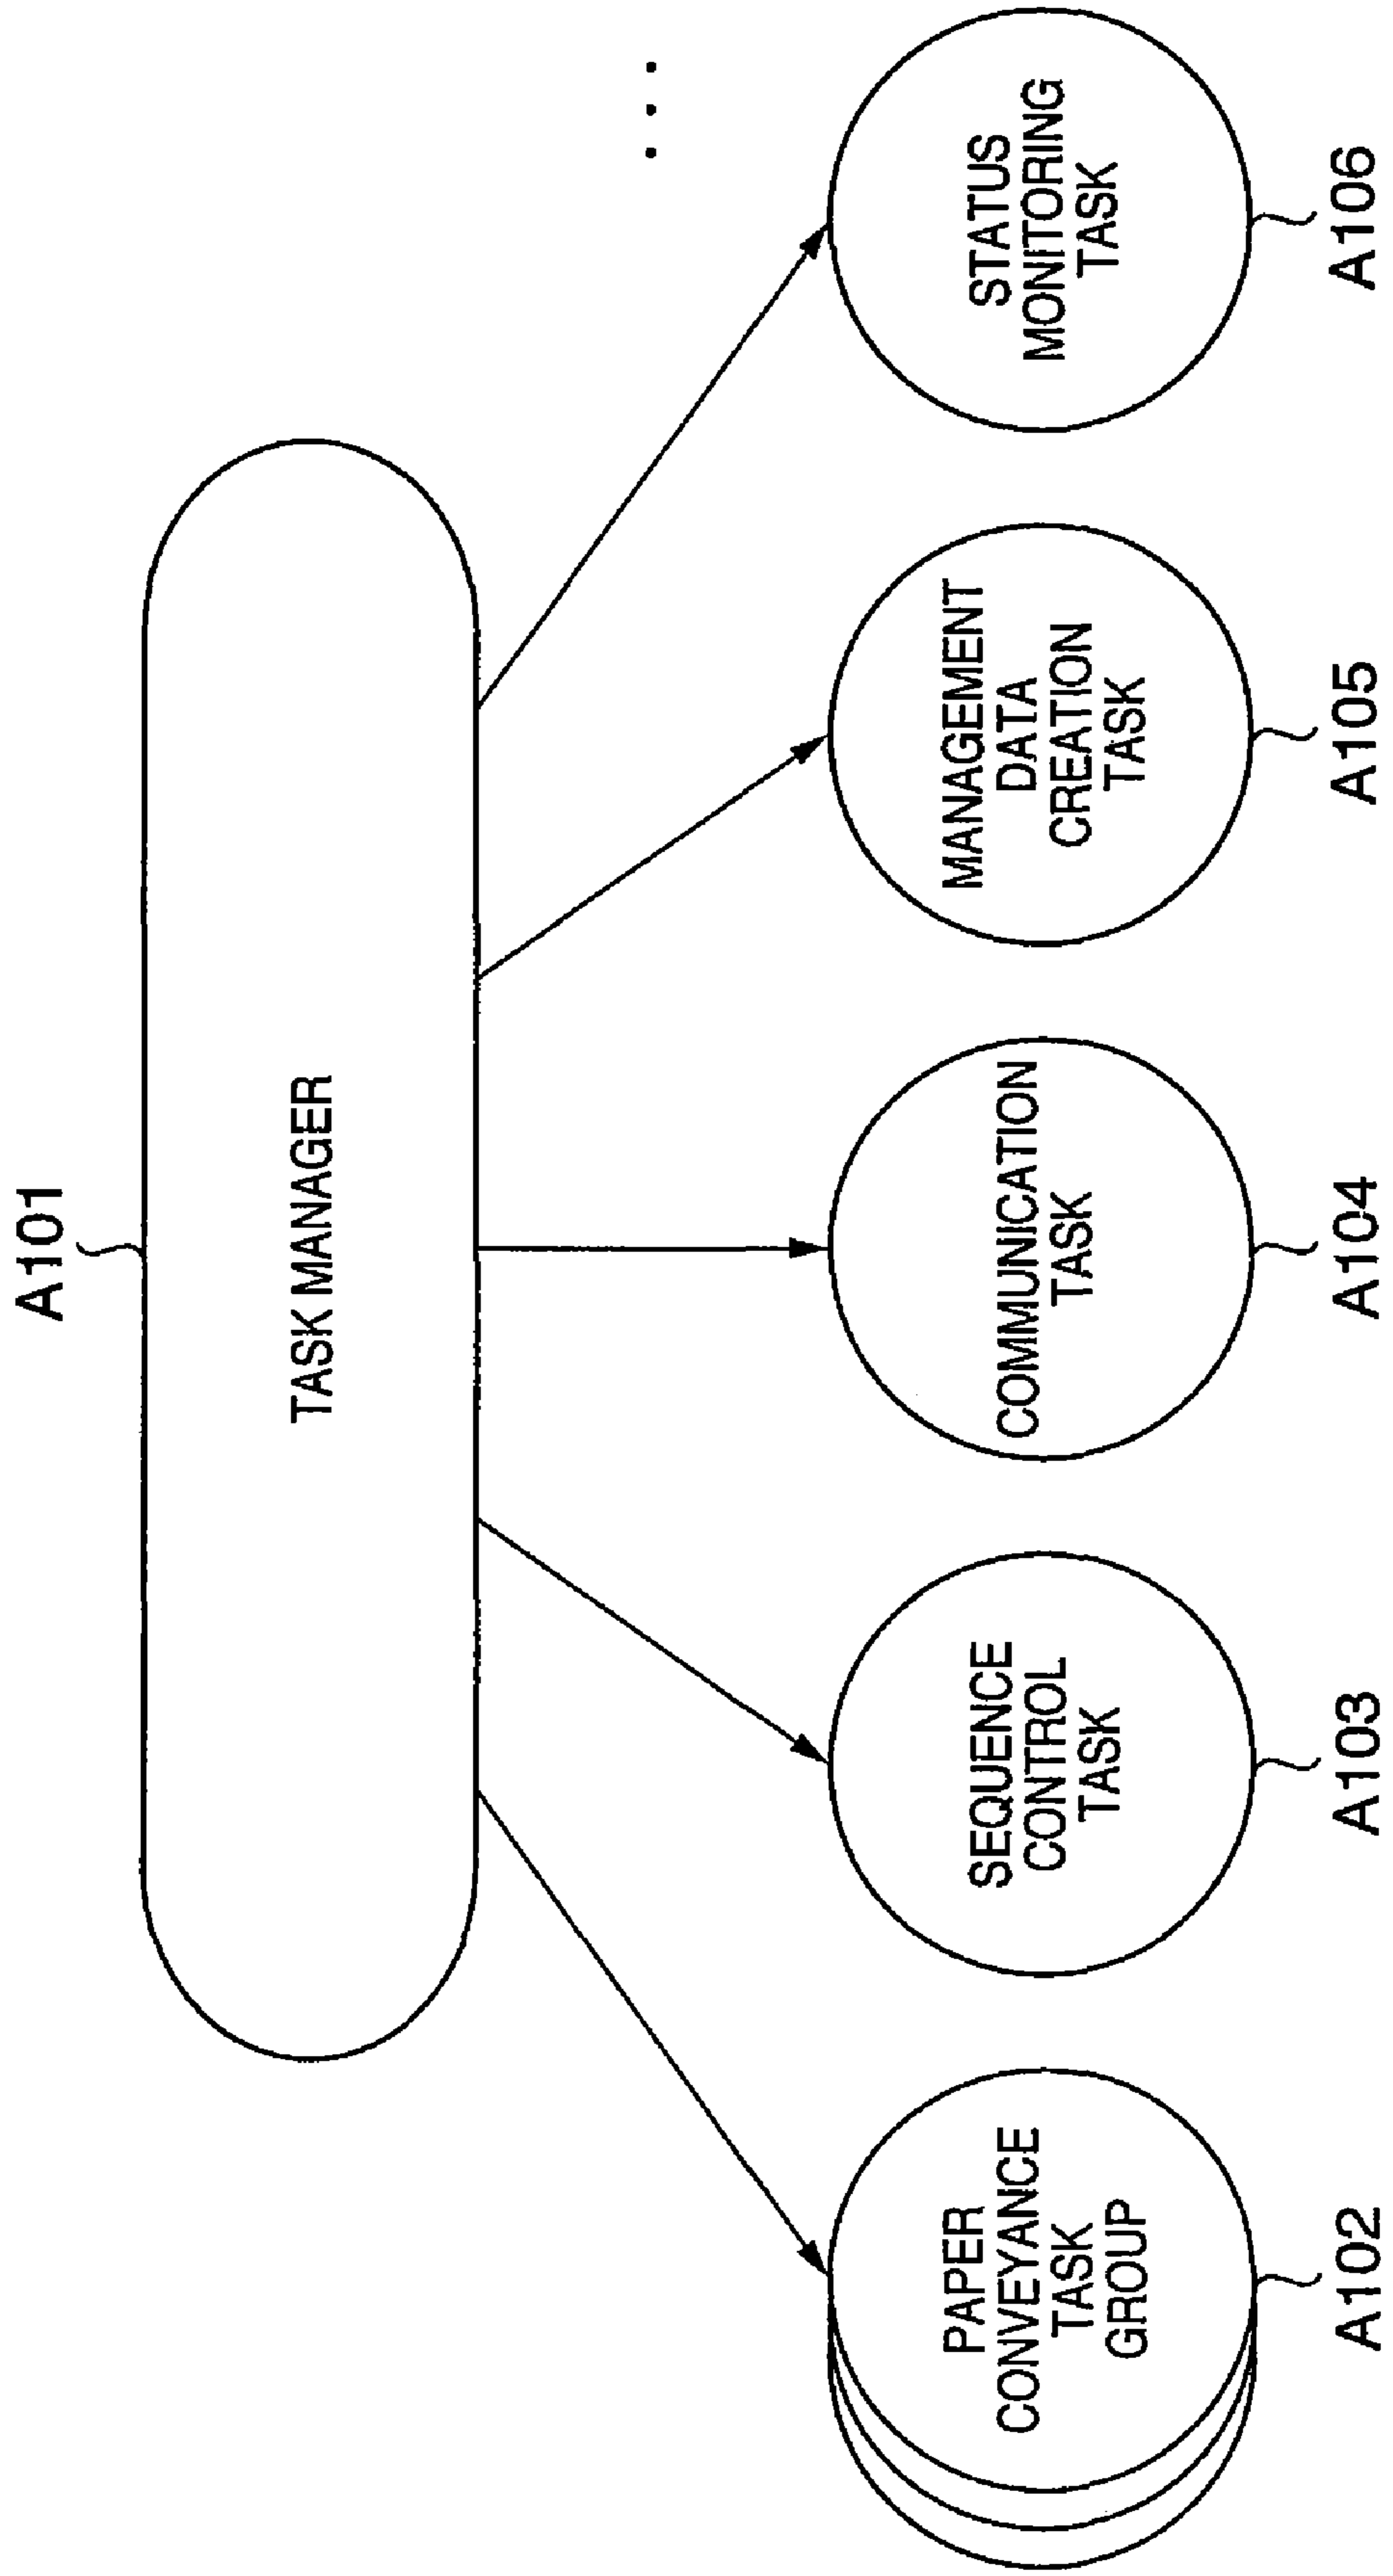 A101
TASK MANAGER
. . .
PAPER
CONVEYANCE
TASK
GROUP
A102
SEQUENCE
CONTROL
TASK
A103
COMMUNICATION
TASK
A104
MANAGEMENT
DATA
CREATION
TASK
A105
STATUS
MONITORING
TASK
A106